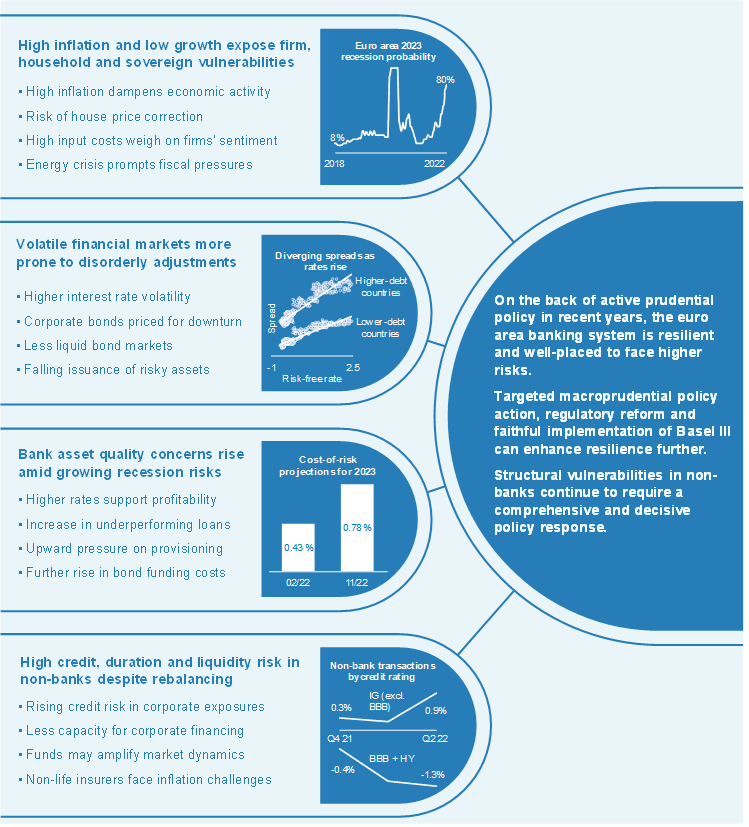 High inflation and low growth expose firm,
household and sovereign vulnerabilities
• High inflation dampens economic activity
• Risk of house price correction
• High input costs weigh on firms' sentiment
• Energy crisis prompts fiscal pressures
Euro area 2023
recession probability
80%
8%
2018
2022
Volatile financial markets more
prone to disorderly adjustments
• Higher interest rate volatility
• Corporate bonds priced for downturn
• Less liquid bond markets
• Falling issuance of risky assets
Diverging spreads as
rates rise
Higher-debt
countries
Spread
Lower-debt
countries
-1
2.5
Risk-free rate
Bank asset quality concerns rise
amid growing recession risks
• Higher rates support profitability
• Increase in underperforming loans
• Upward pressure on provisioning
• Further rise in bond funding costs
Cost-of-risk
projections for 2023
0.43 %
0.78 %
02/22
11/22
High credit, duration and liquidity risk in
non-banks despite rebalancing
• Rising credit risk in corporate exposures
• Less capacity for corporate financing
• Funds may amplify market dynamics
• Non-life insurers face inflation challenges
Non-bank transactions
by credit rating
IG (excl.
BBB)
0.3%
0.9%
Q4 21
Q2 22
BBB + HY
-0.4%
-1.3%
On the back of active prudential
policy in recent years, the euro
area banking system is resilient
and well-placed to face higher
risks.
Targeted macroprudential policy
action, regulatory reform and
faithful implementation of Basel III
can enhance resilience further.
Structural vulnerabilities in non-
banks continue to require a
comprehensive and decisive
policy response.